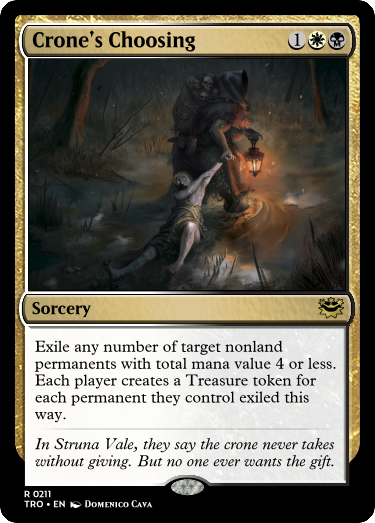 Crone's Choosing 1
Sorcery
Exile any number of target nonland
permanents with total mana value 4 or less.
Each player creates a Treasure token for
each permanent they control exiled this
way.
In Struna Vale, they say the crone never takes
without giving. But no one ever wants the gift.
R 0211
TRO • EN Domenico Cava